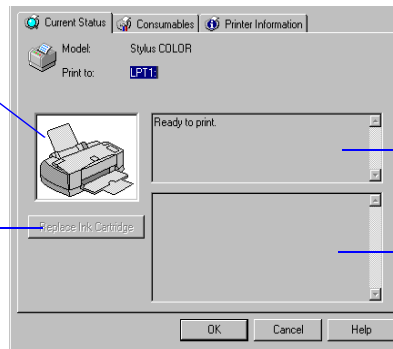 Current Status Consumables Printer Information
Model: Stylus COLOR
Print to: LPT1:
Ready to print.
Replace Ink Cartridge
OK Cancel Help